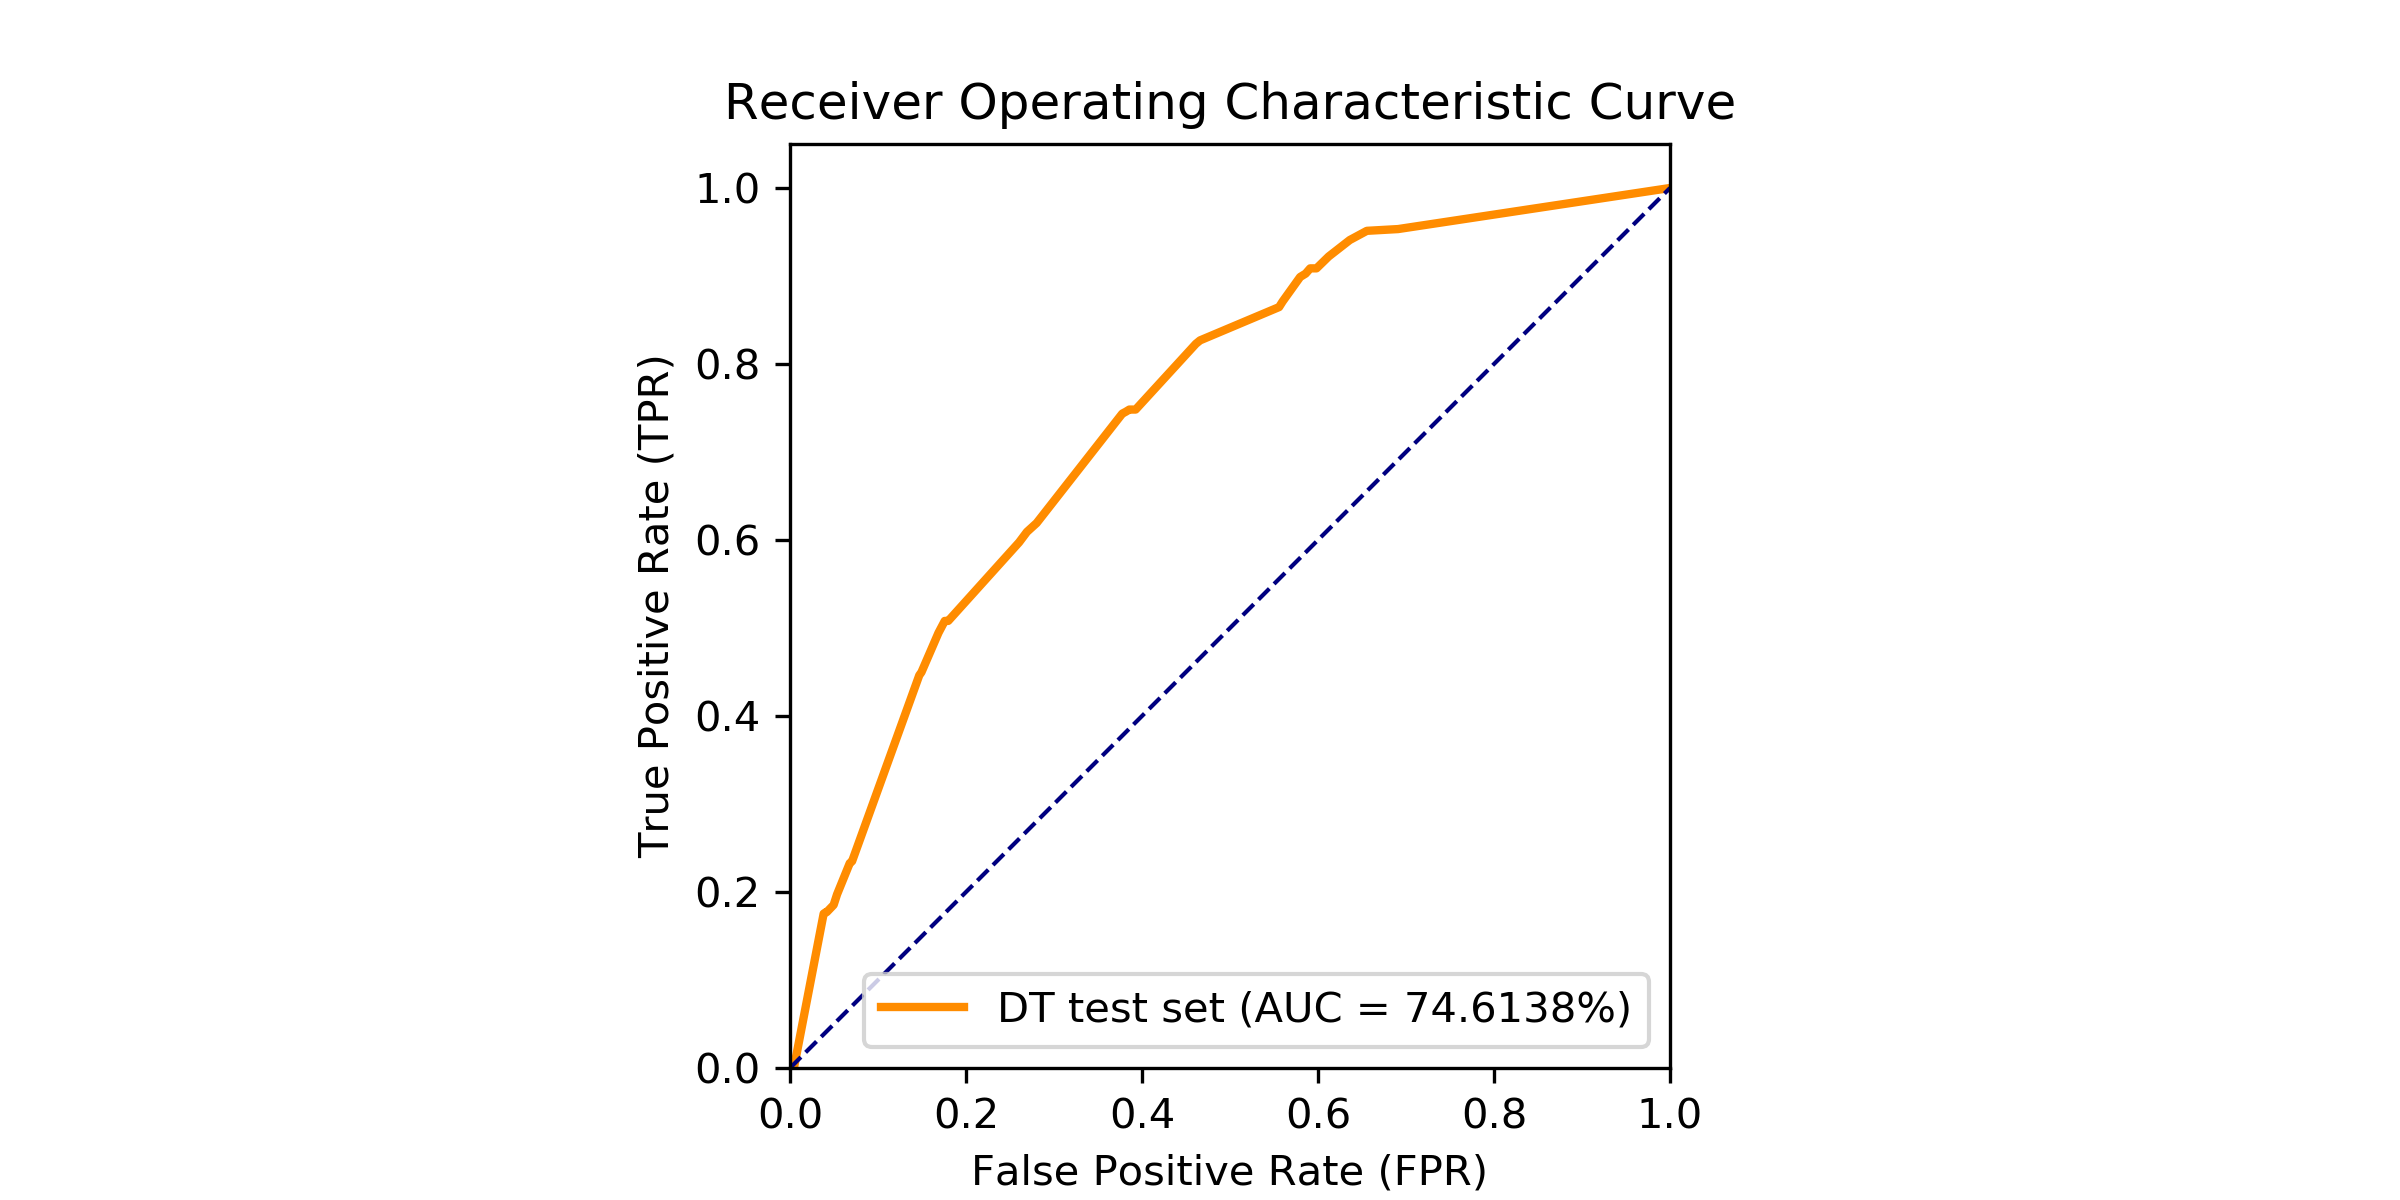 Receiver Operating Characteristic Curve
True Positive Rate (TPR)
1.0
0.8
0.6
0.4
0.2
0.0
DT test set (AUC = 74.6138%)
0.0 0.2 0.4 0.6 0.8 1.0
False Positive Rate (FPR)